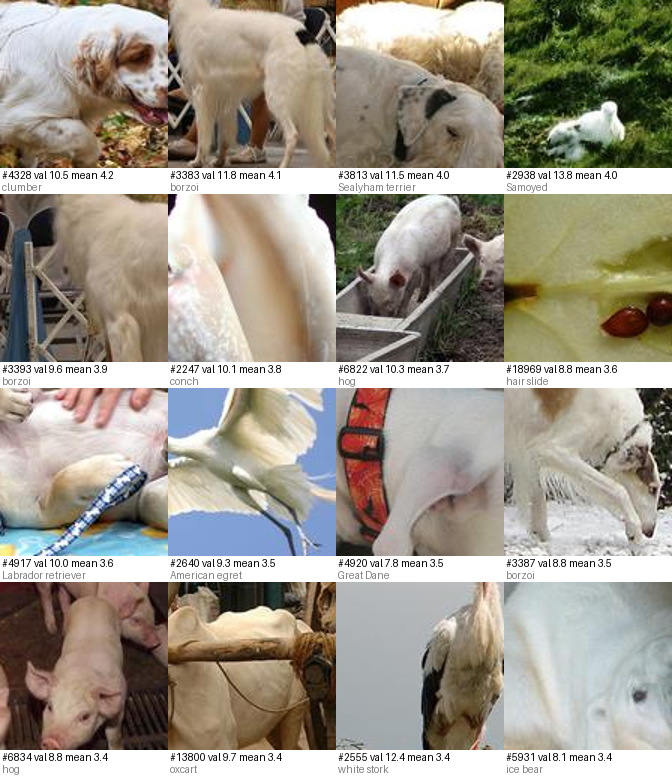 #4328 val 10.5 mean 4.2
clumber
#3383 val 11.8 mean 4.1
borzoi
#3813 val 11.5 mean 4.0
Sealyham terrier
#2938 val 13.8 mean 4.0
Samoyed
#3393 val 9.6 mean 3.9
borzoi
#2247 val 10.1 mean 3.8
conch
#6822 val 10.3 mean 3.7
hog
#18969 val 8.8 mean 3.6
hair slide
#4917 val 10.0 mean 3.6
Labrador retriever
#2640 val 9.3 mean 3.5
American egret
#4920 val 7.8 mean 3.5
Great Dane
#3387 val 8.8 mean 3.5
borzoi
#6834 val 8.8 mean 3.4
hog
#13800 val 9.7 mean 3.4
oxcart
#2555 val 12.4 mean 3.4
white stork
#5931 val 8.1 mean 3.4
ice bear